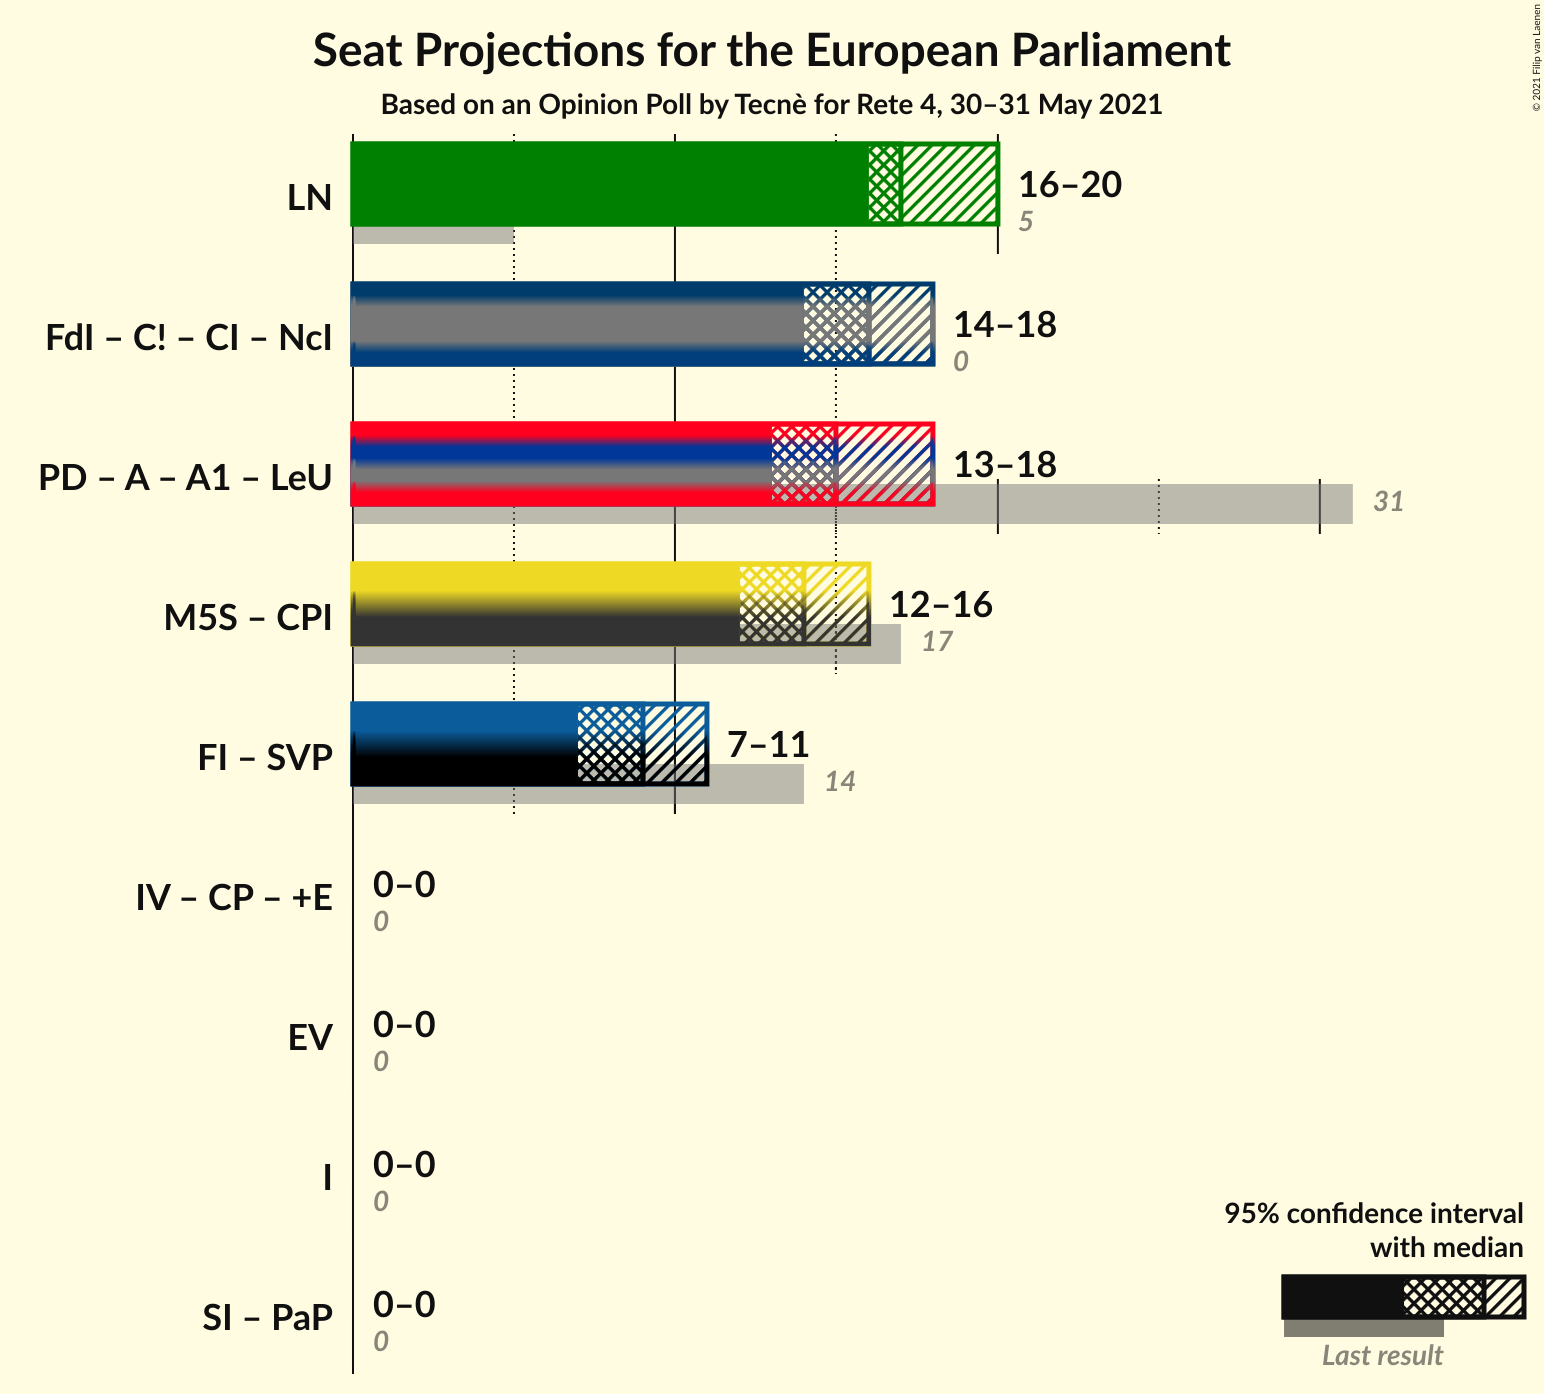 Seat Projections for the European Parliament
Based on an Opinion Poll by Tecnè for Rete 4, 30–31 May 2021
© 2021 Filip van Laenen
LN
16–20
5
FdI – C! – CI – NcI
14–18
0
PD – A – A1 – LeU
13–18
31
M5S – CPI
12–16
17
FI – SVP
7–11
14
IV – CP – +E
0–0
0
EV
0–0
0
I
0–0
0
SI – PaP
0–0
0
95% confidence interval
with median
Last result